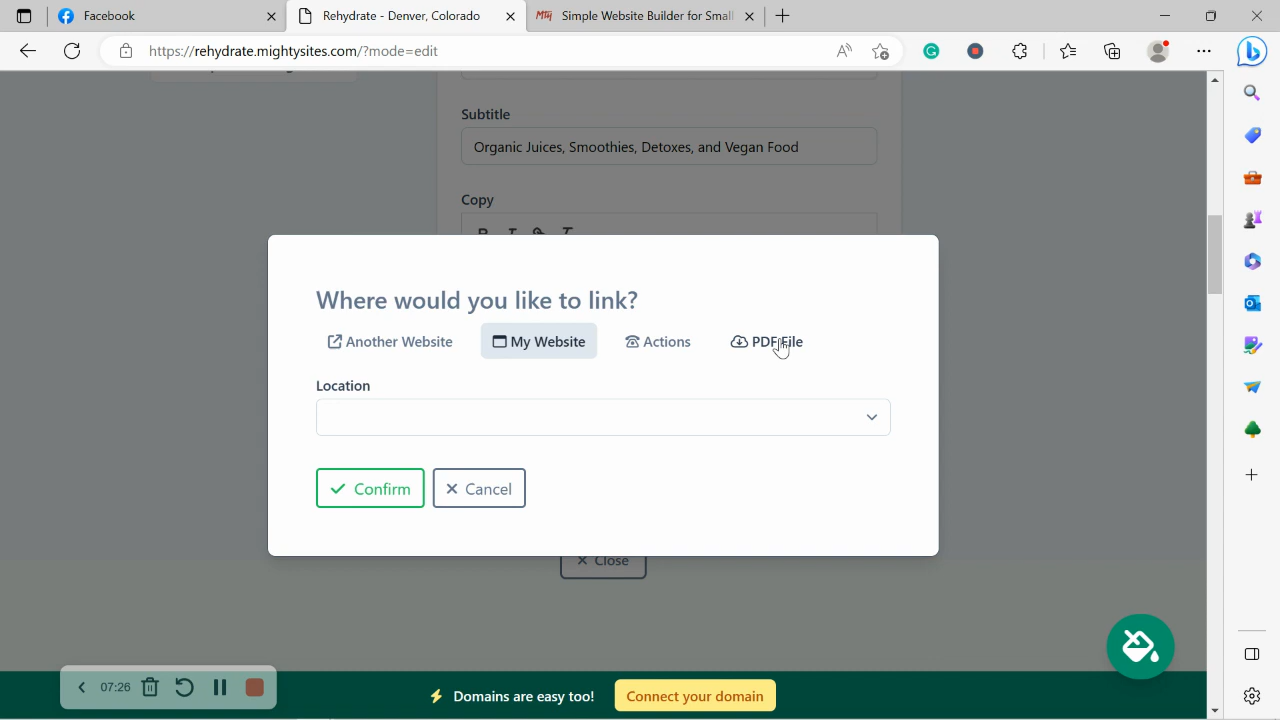 Facebook
Rehydrate - Denver, Colorado
MTY Simple Website Builder for Small
https://rehydrate.mightysites.com/?mode=edit
Subtitle
Organic Juices, Smoothies, Detoxes, and Vegan Food
Copy
Where would you like to link?
Another Website
My Website
Actions
PDF File
Location
Confirm
Cancel
Close
07:26
Domains are easy too!
Connect your domain